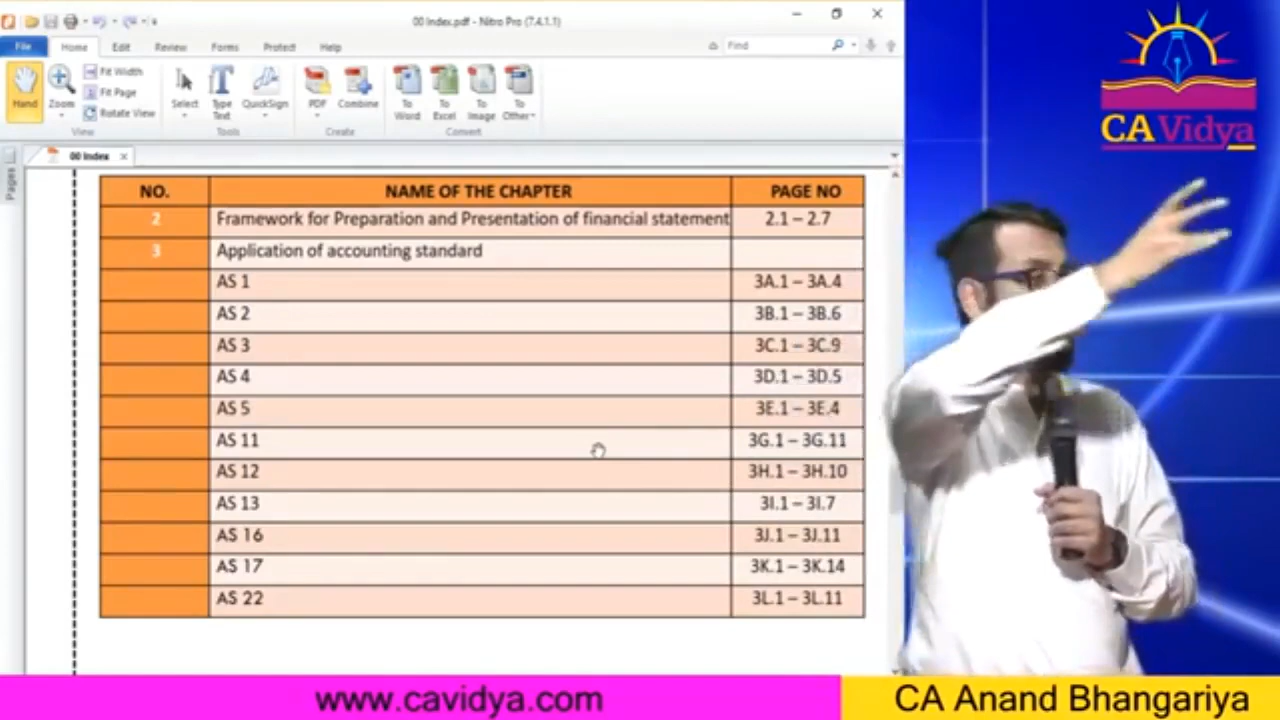 00 Index.pdf - Nitro Pro (7.4.1.1)
File Home Edit Review Forms Protect Help Find
Hand Zoom Fit Width Fit Page Rotate View Select Type Text QuickSign PDF Combine To Word To Excel To Image To Other
View Tools Create Convert
00 Index
Pages
NO. NAME OF THE CHAPTER PAGE NO
2 Framework for Preparation and Presentation of financial statement 2.1 – 2.7
3 Application of accounting standard
AS 1 3A.1 – 3A.4
AS 2 3B.1 – 3B.6
AS 3 3C.1 – 3C.9
AS 4 3D.1 – 3D.5
AS 5 3E.1 – 3E.4
AS 11 3G.1 – 3G.11
AS 12 3H.1 – 3H.10
AS 13 3I.1 – 3I.7
AS 16 3J.1 – 3J.11
AS 17 3K.1 – 3K.14
AS 22 3L.1 – 3L.11
CA Vidya
www.cavidya.com
CA Anand Bhangariya